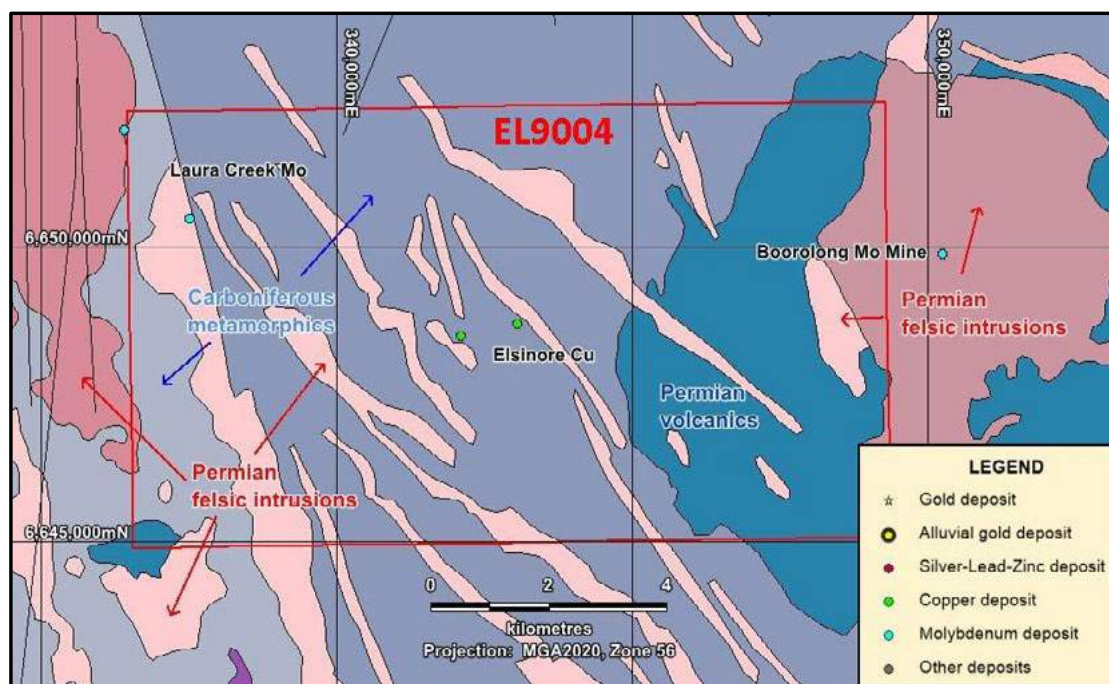 340,000mE
350,000mE
EL9004
Laura Creek Mo
6,650,000mN
Boorolong Mo Mine
Carboniferous
metamorphics
Permian
felsic intrusions
Elsinore Cu
Permian
volcanics
Permian
felsic intrusions
6,645,000mN
0 2 4
kilometres
Projection: MGA2020, Zone 56
LEGEND
Gold deposit
Alluvial gold deposit
Silver-Lead-Zinc deposit
Copper deposit
Molybdenum deposit
Other deposits